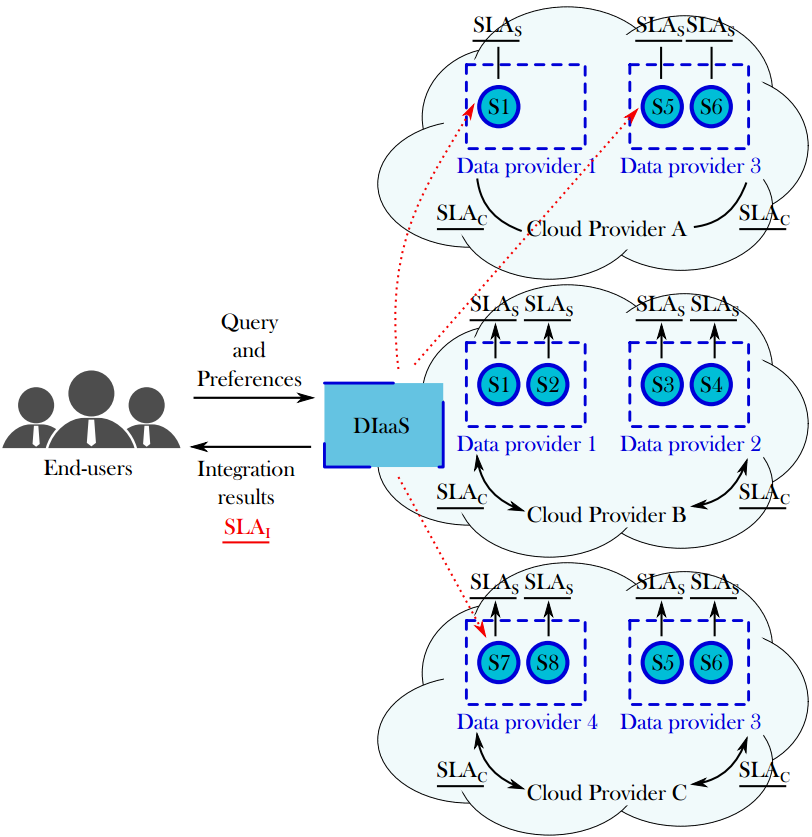 SLAS SLAS SLAS
S1 S5 S6
Data provider 1 Data provider 3
SLAC SLAC
Cloud Provider A
SLAS SLAS SLAS SLAS
S1 S2 S3 S4
Data provider 1 Data provider 2
SLAC SLAC
Cloud Provider B
Query
and
Preferences
DIaaS
End-users
Integration
results
SLAI
SLAS SLAS SLAS SLAS
S7 S8 S5 S6
Data provider 4 Data provider 3
SLAC SLAC
Cloud Provider C